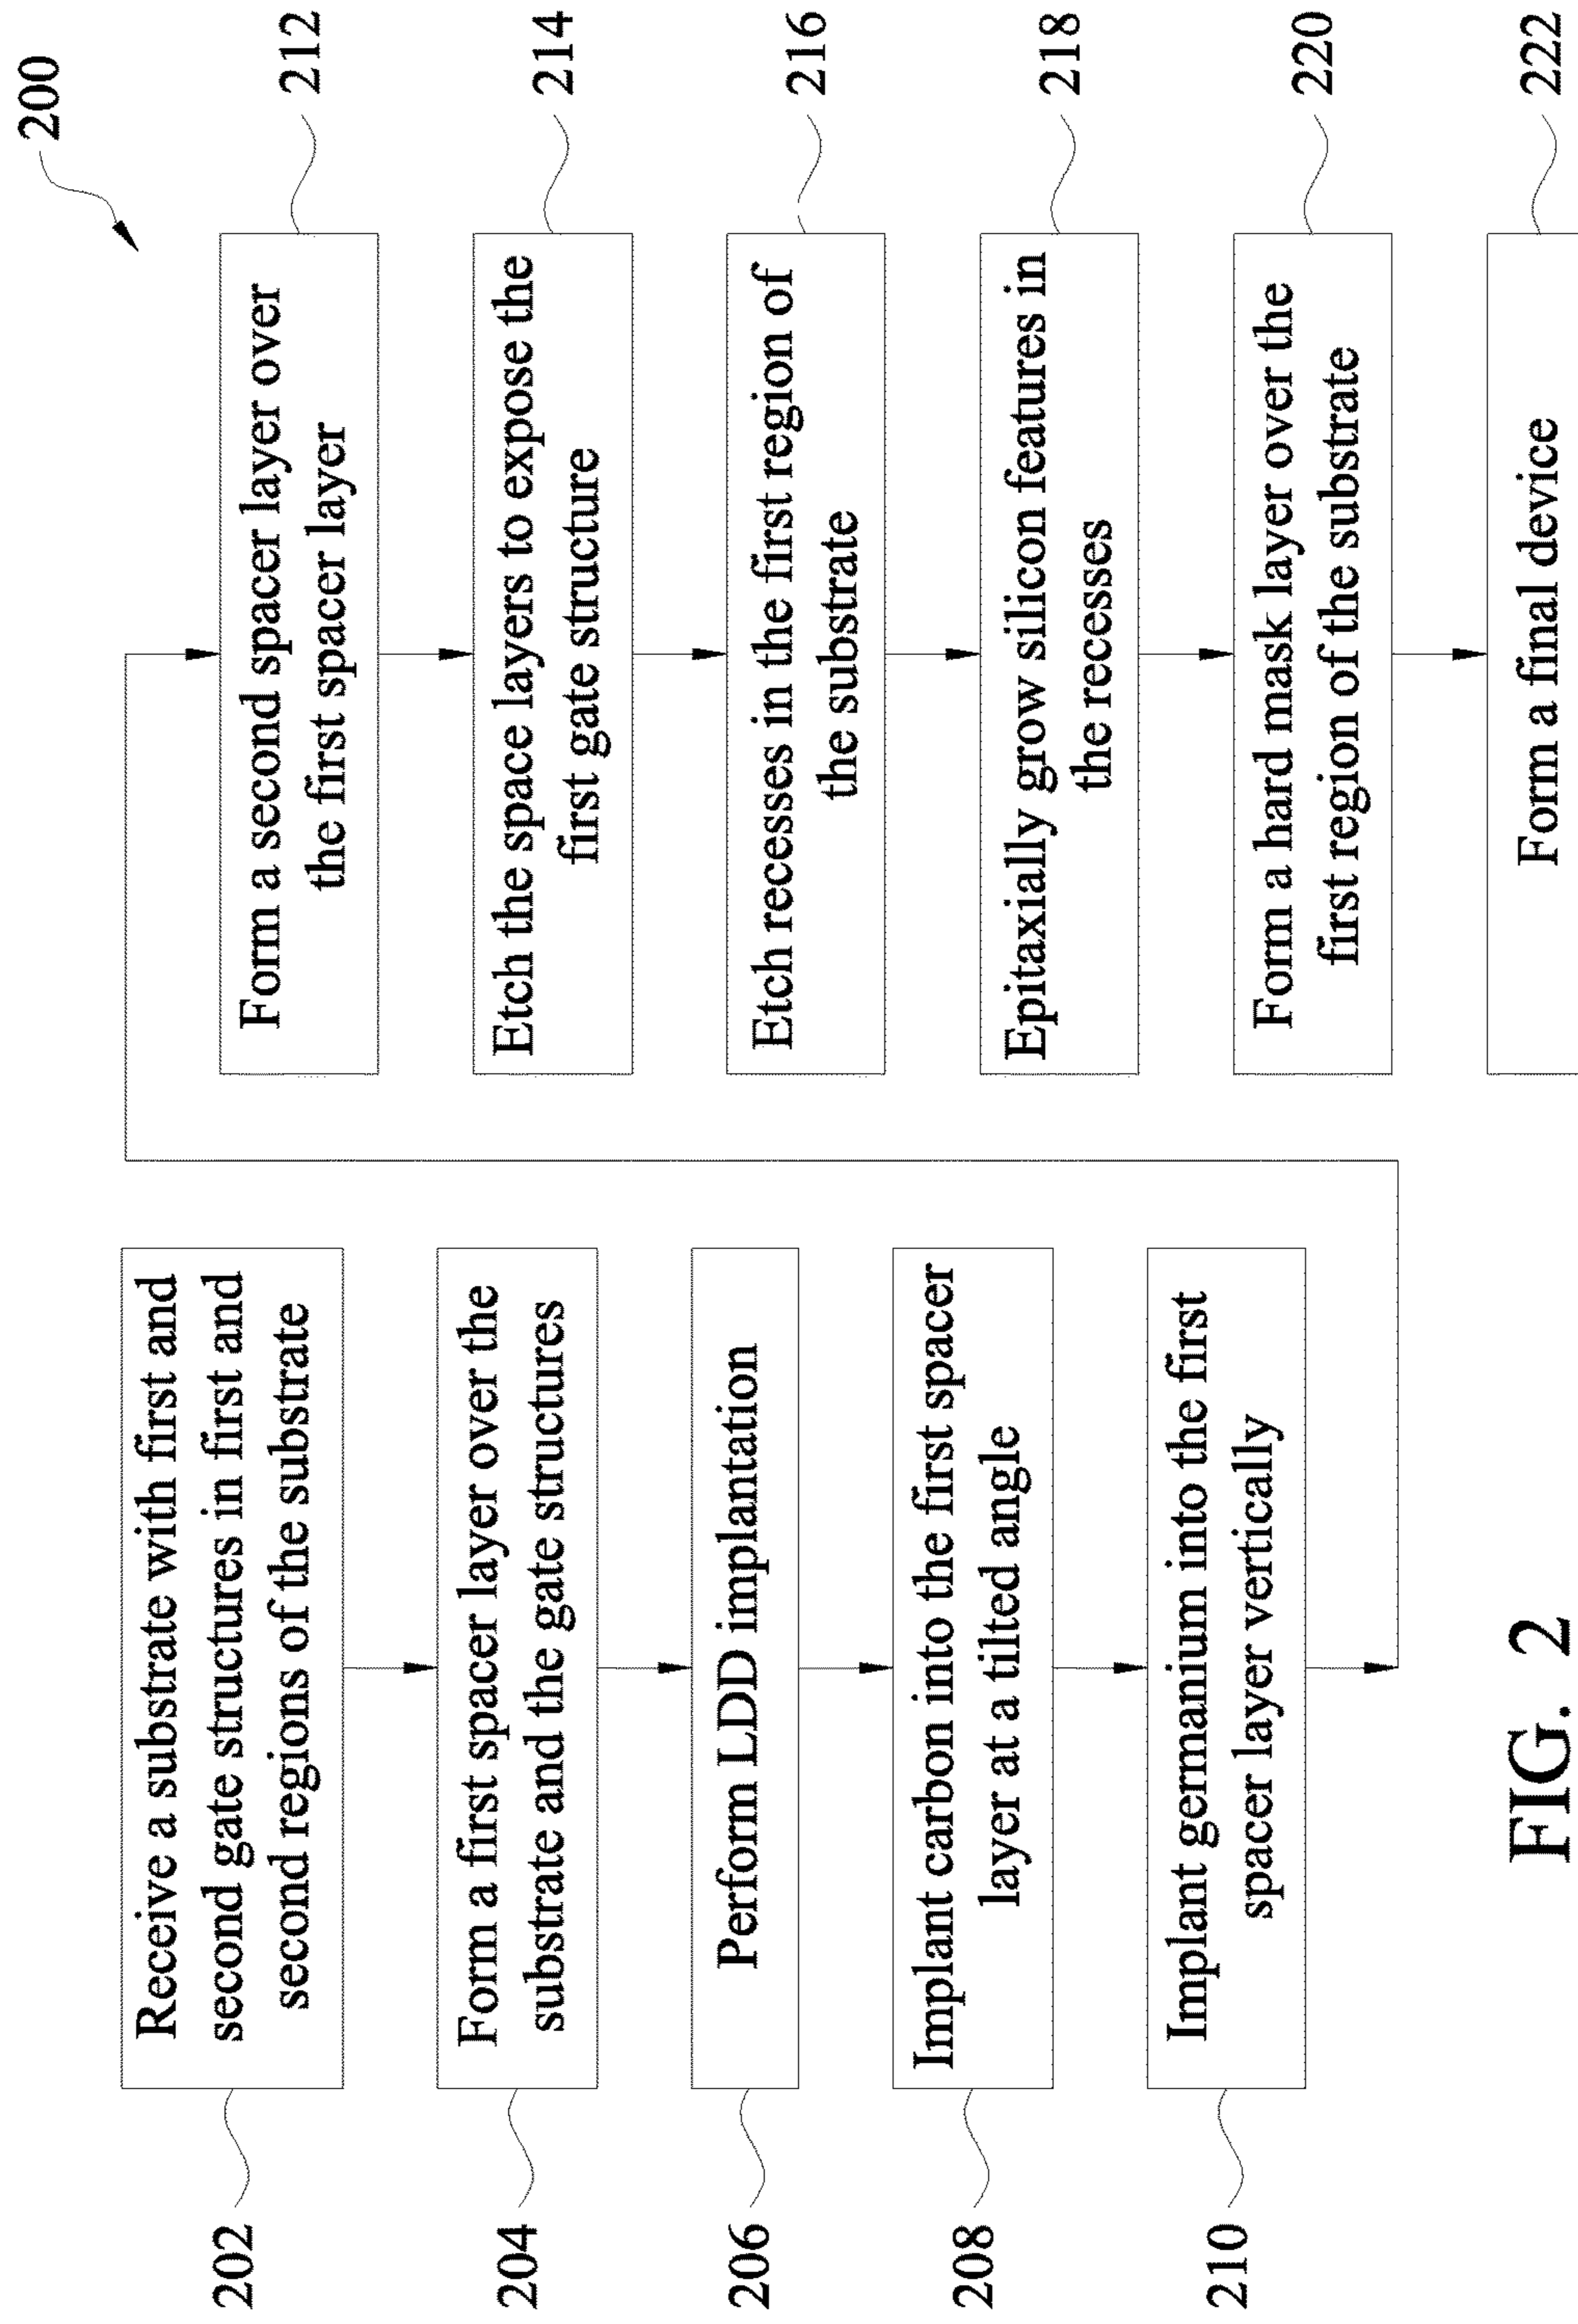 200
202
Receive a substrate with first and
second gate structures in first and
second regions of the substrate
204
Form a first spacer layer over the
substrate and the gate structures
206
Perform LDD implantation
208
Implant carbon into the first spacer
layer at a tilted angle
210
Implant germanium into the first
spacer layer vertically
Form a second spacer layer over
the first spacer layer
212
Etch the space layers to expose the
first gate structure
214
Etch recesses in the first region of
the substrate
216
Epitaxially grow silicon features in
the recesses
218
Form a hard mask layer over the
first region of the substrate
220
Form a final device
222
FIG. 2